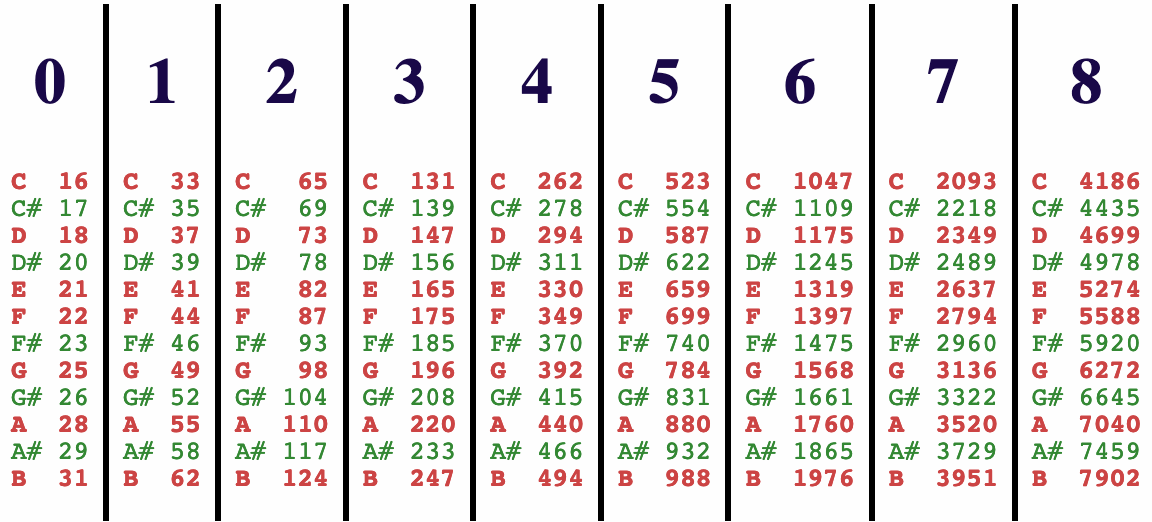 0 1 2 3 4 5 6 7 8
C 16 C 33 C 65 C 131 C 262 C 523 C 1047 C 2093 C 4186
C# 17 C# 35 C# 69 C# 139 C# 278 C# 554 C# 1109 C# 2218 C# 4435
D 18 D 37 D 73 D 147 D 294 D 587 D 1175 D 2349 D 4699
D# 20 D# 39 D# 78 D# 156 D# 311 D# 622 D# 1245 D# 2489 D# 4978
E 21 E 41 E 82 E 165 E 330 E 659 E 1319 E 2637 E 5274
F 22 F 44 F 87 F 175 F 349 F 699 F 1397 F 2794 F 5588
F# 23 F# 46 F# 93 F# 185 F# 370 F# 740 F# 1475 F# 2960 F# 5920
G 25 G 49 G 98 G 196 G 392 G 784 G 1568 G 3136 G 6272
G# 26 G# 52 G# 104 G# 208 G# 415 G# 831 G# 1661 G# 3322 G# 6645
A 28 A 55 A 110 A 220 A 440 A 880 A 1760 A 3520 A 7040
A# 29 A# 58 A# 117 A# 233 A# 466 A# 932 A# 1865 A# 3729 A# 7459
B 31 B 62 B 124 B 247 B 494 B 988 B 1976 B 3951 B 7902